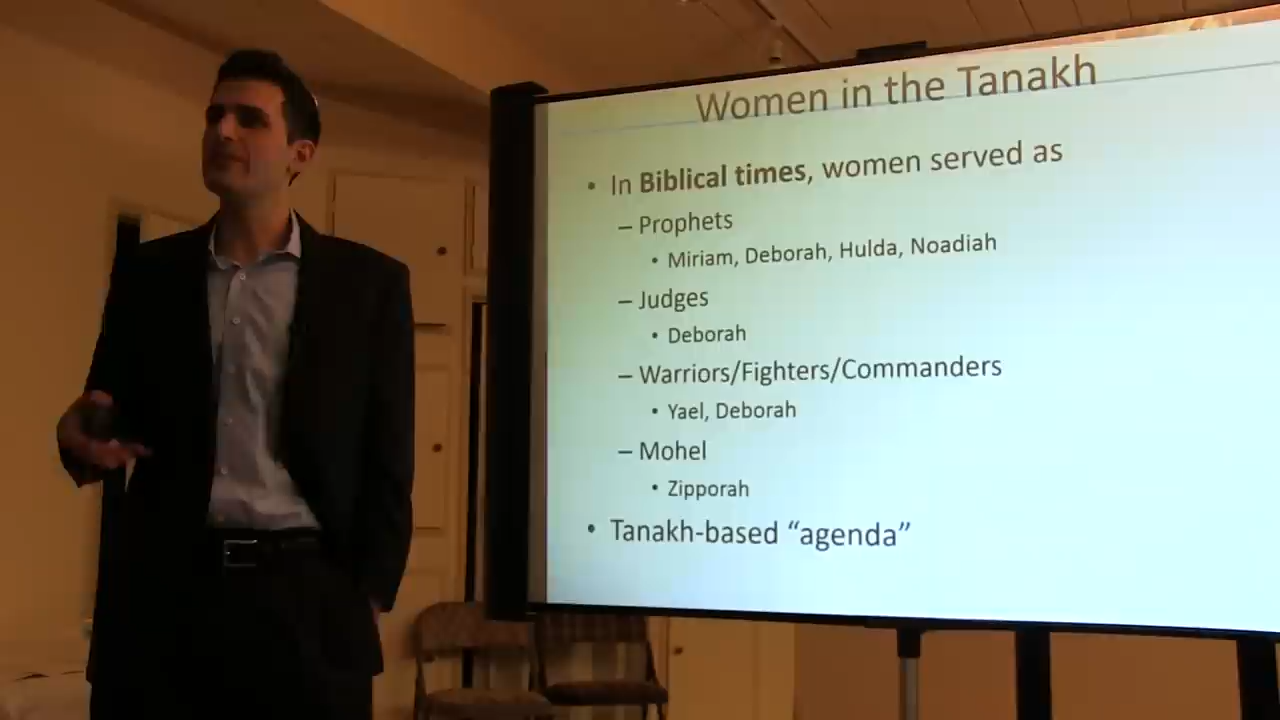 Women in the Tanakh
• In Biblical times, women served as
– Prophets
• Miriam, Deborah, Hulda, Noadiah
– Judges
• Deborah
– Warriors/Fighters/Commanders
• Yael, Deborah
– Mohel
• Zipporah
• Tanakh-based “agenda”